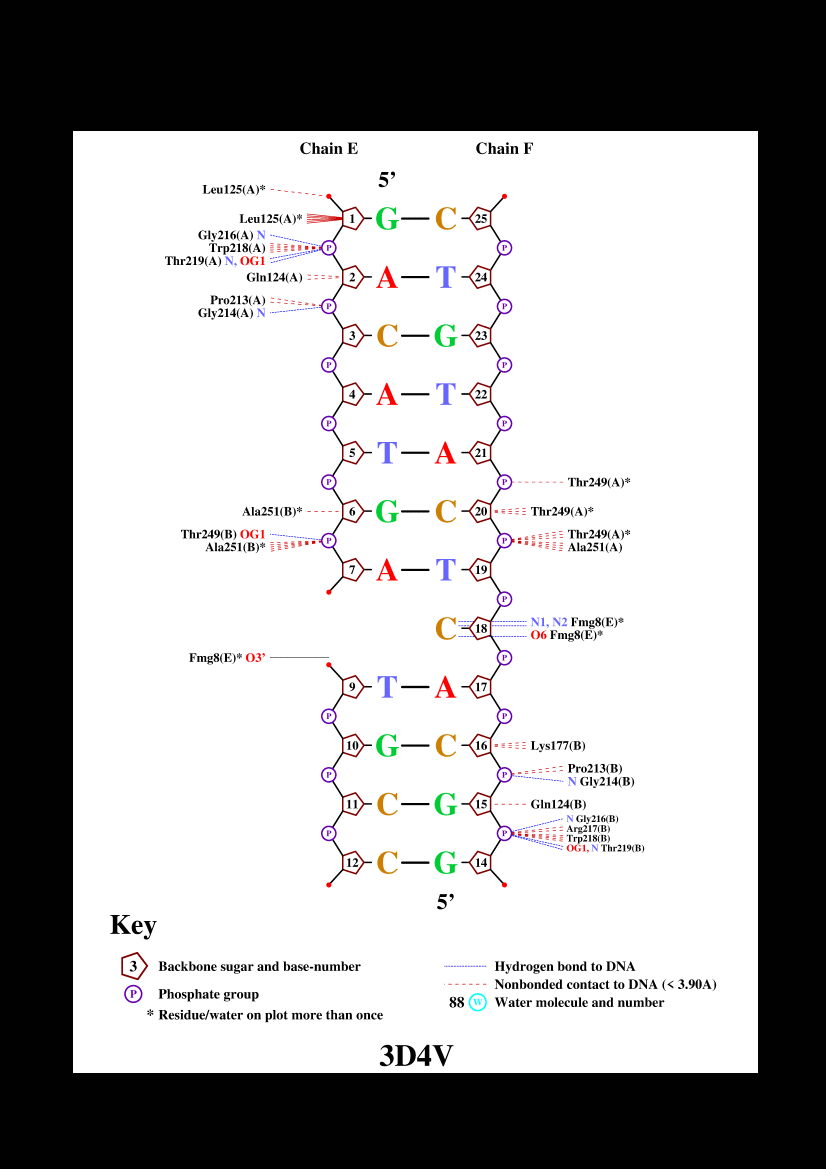 Chain E Chain F
5’
Leu125(A)*
Leu125(A)* 1 G C 25
Gly216(A) N
Trp218(A) P P
Thr219(A) N, OG1
Gln124(A) 2 A T 24
Pro213(A) P P
Gly214(A) N
3 C G 23
P P
4 A T 22
P P
5 T A 21
P P Thr249(A)*
Ala251(B)* 6 G C 20 Thr249(A)*
Thr249(B) OG1 P P Thr249(A)*
Ala251(B)* Ala251(A)
7 A T 19
P
N1, N2 Fmg8(E)*
C 18
O6 Fmg8(E)*
Fmg8(E)* O3’ P
9 T A 17
P P
10 G C 16 Lys177(B)
Pro213(B)
P P
N Gly214(B)
11 C G 15 Gln124(B)
N Gly216(B)
Arg217(B)
P P
Trp218(B)
OG1, N Thr219(B)
12 C G 14
5’
Key
3 Backbone sugar and base-number Hydrogen bond to DNA
Nonbonded contact to DNA (< 3.90A)
P Phosphate group
88 W Water molecule and number
* Residue/water on plot more than once
3D4V